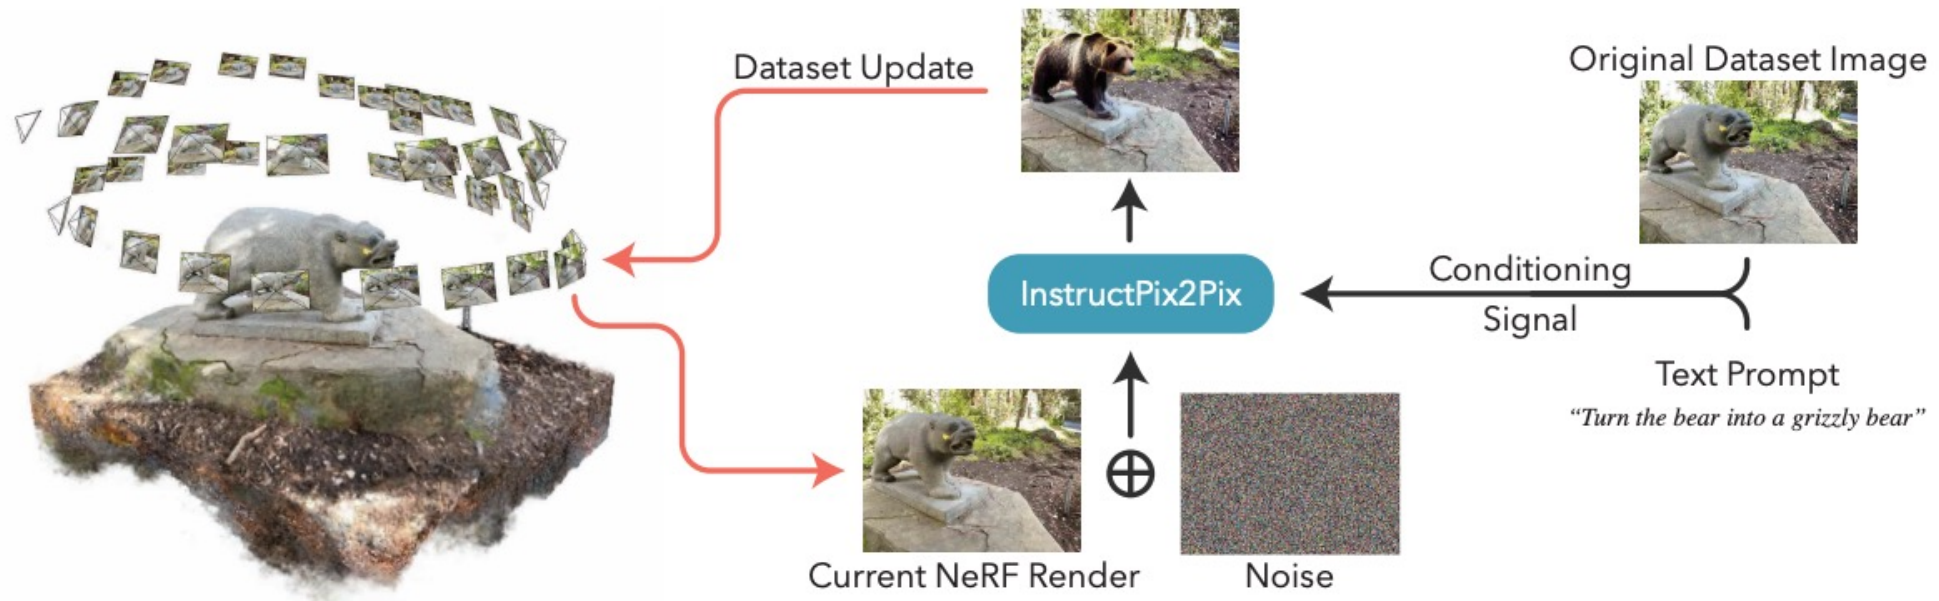 Dataset Update
Original Dataset Image
InstructPix2Pix
Conditioning
Signal
Text Prompt
“Turn the bear into a grizzly bear”
Current NeRF Render
Noise